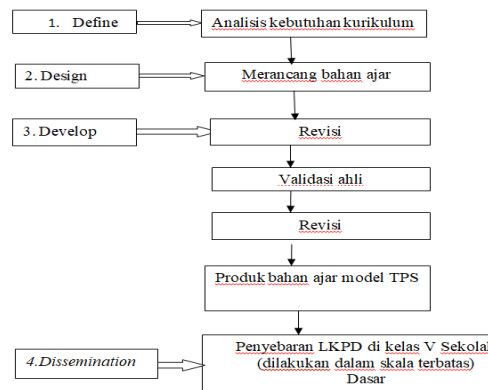 1. Define
Analisis kebutuhan kurikulum
2. Design
Merancang bahan ajar
3. Develop
Revisi
Validasi ahli
Revisi
Produk bahan ajar model TPS
4.Dissemination
Penyebaran LKPD di kelas V Sekolah
(dilakukan dalam skala terbatas)
Dasar